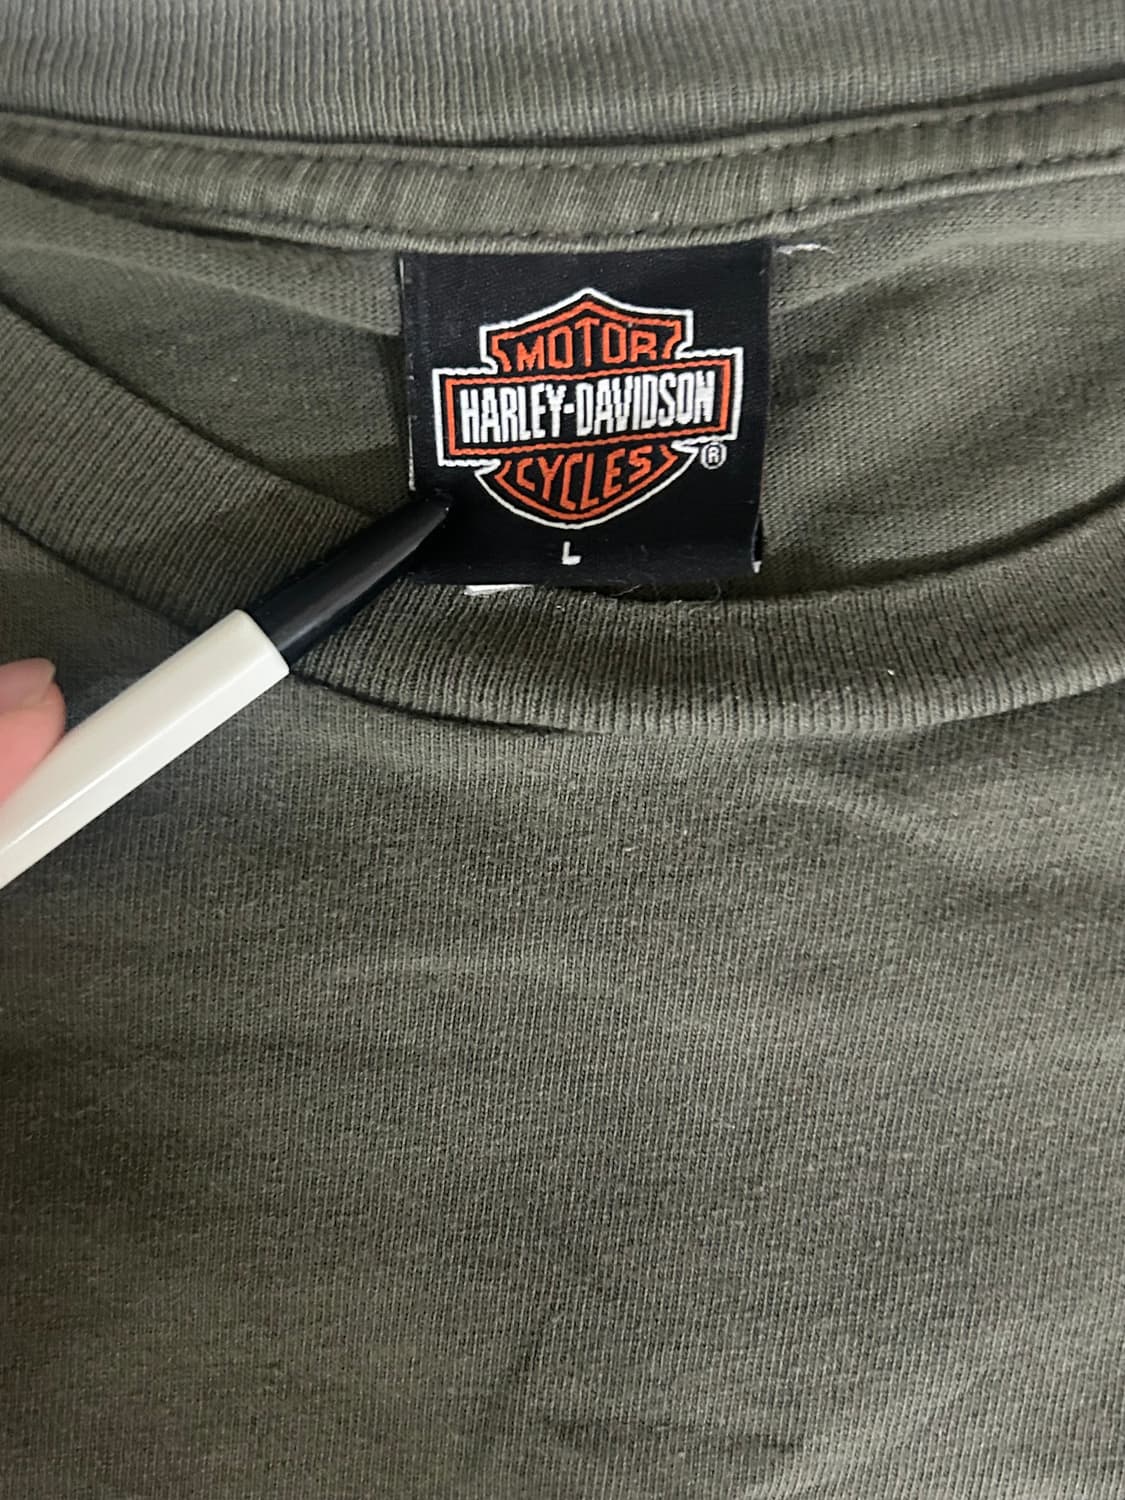 MOTOR
HARLEY-DAVIDSON
CYCLES
®
L